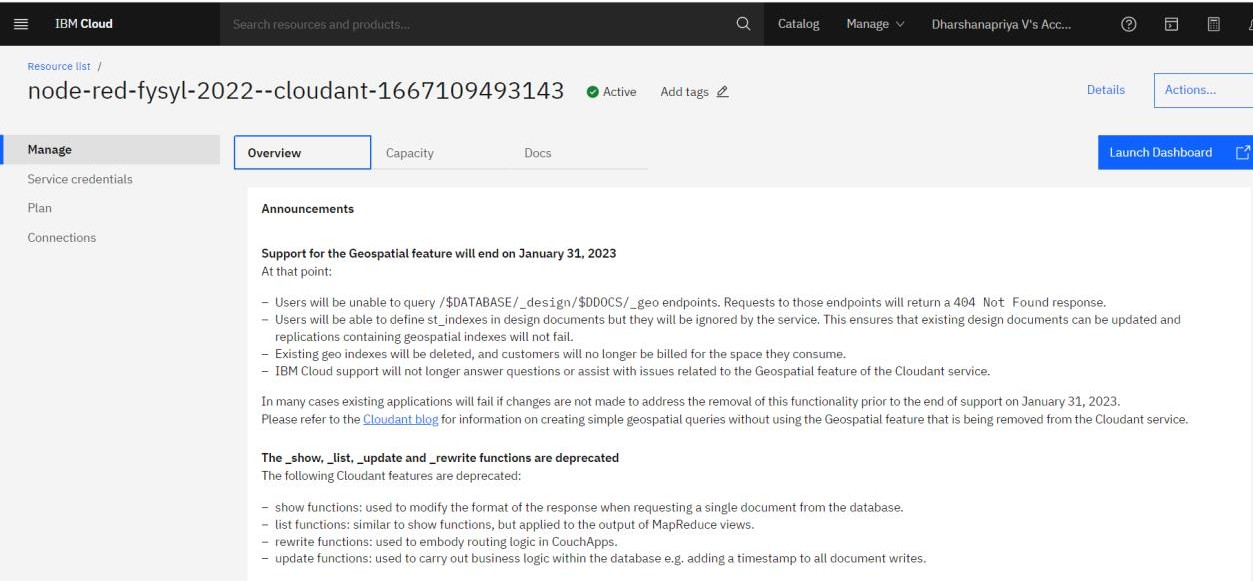 IBM Cloud
Search resources and products...
Catalog
Manage
Dharshanapriya V's Acc...
Resource list /
node-red-fysyl-2022--cloudant-1667109493143
Active
Add tags
Details
Actions...
Manage
Service credentials
Plan
Connections
Overview
Capacity
Docs
Launch Dashboard
Announcements
Support for the Geospatial feature will end on January 31, 2023
At that point:
– Users will be unable to query /$DATABASE/_design/$DDOCS/_geo endpoints. Requests to those endpoints will return a 404 Not Found response.
– Users will be able to define st_indexes in design documents but they will be ignored by the service. This ensures that existing design documents can be updated and
replications containing geospatial indexes will not fail.
– Existing geo indexes will be deleted, and customers will no longer be billed for the space they consume.
– IBM Cloud support will not longer answer questions or assist with issues related to the Geospatial feature of the Cloudant service.
In many cases existing applications will fail if changes are not made to address the removal of this functionality prior to the end of support on January 31, 2023.
Please refer to the Cloudant blog for information on creating simple geospatial queries without using the Geospatial feature that is being removed from the Cloudant service.
The _show, _list, _update and _rewrite functions are deprecated
The following Cloudant features are deprecated:
– show functions: used to modify the format of the response when requesting a single document from the database.
– list functions: similar to show functions, but applied to the output of MapReduce views.
– rewrite functions: used to embody routing logic in CouchApps.
– update functions: used to carry out business logic within the database e.g. adding a timestamp to all document writes.